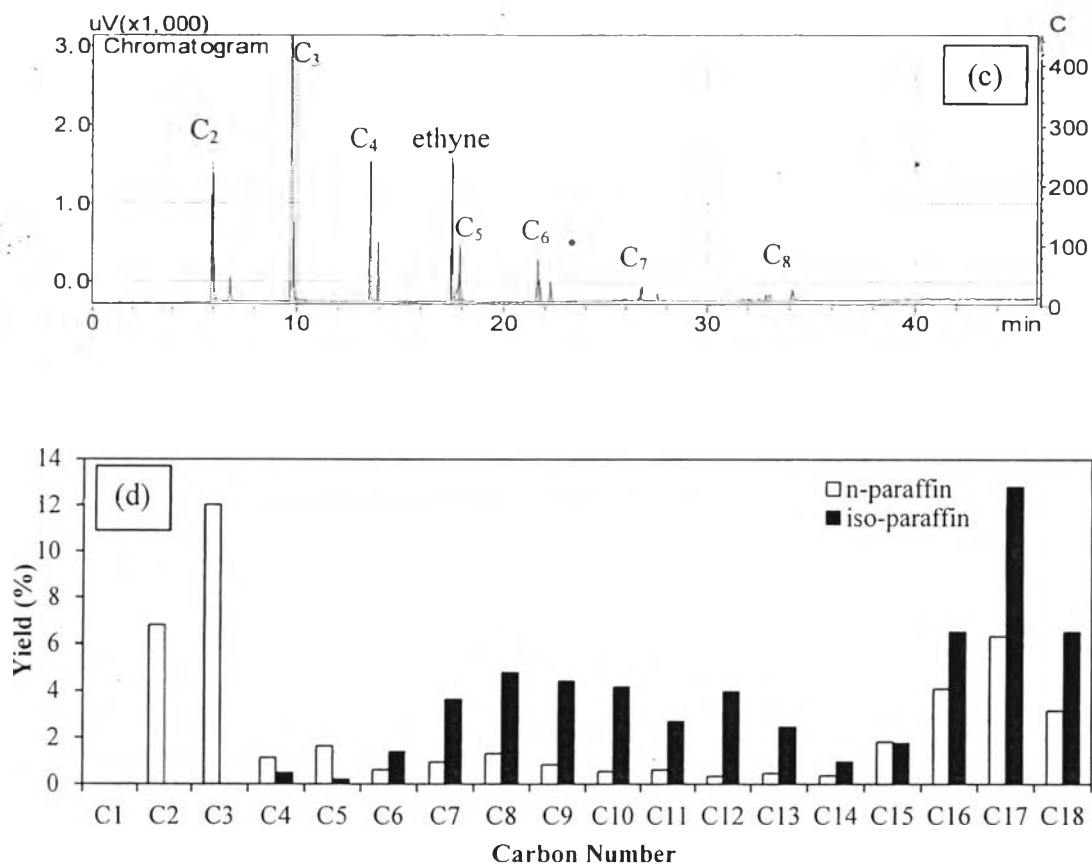 uV(x1,000)
C
Chromatogram
3.0
2.0
1.0
0.0
C2
C3
C4
ethyne
C5
C6
C7
C8
(c)
400
300
200
100
0
0 10 20 30 40 min
(d)
□ n-paraffin
■ iso-paraffin
14
12
10
8
6
4
2
0
Yield (%)
C1 C2 C3 C4 C5 C6 C7 C8 C9 C10 C11 C12 C13 C14 C15 C16 C17 C18
Carbon Number